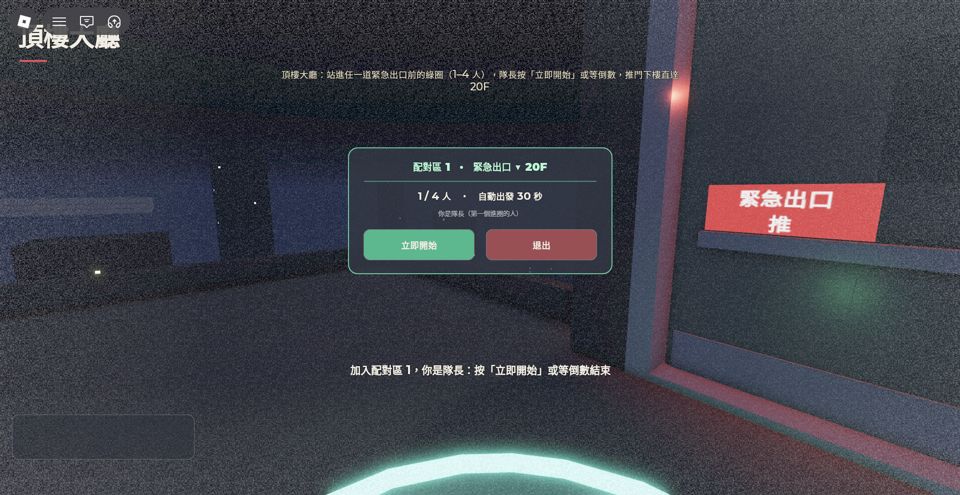 頂樓大廳
頂樓大廳：站進任一道緊急出口前的綠圈（1–4 人），隊長按「立即開始」或等倒數，推門下樓直達
20F
配對區 1 · 緊急出口 ▼ 20F
1 / 4 人 · 自動出發 30 秒
你是隊長（第一個進圈的人）
立即開始
退出
緊急出口
推
加入配對區 1，你是隊長：按「立即開始」或等倒數結束